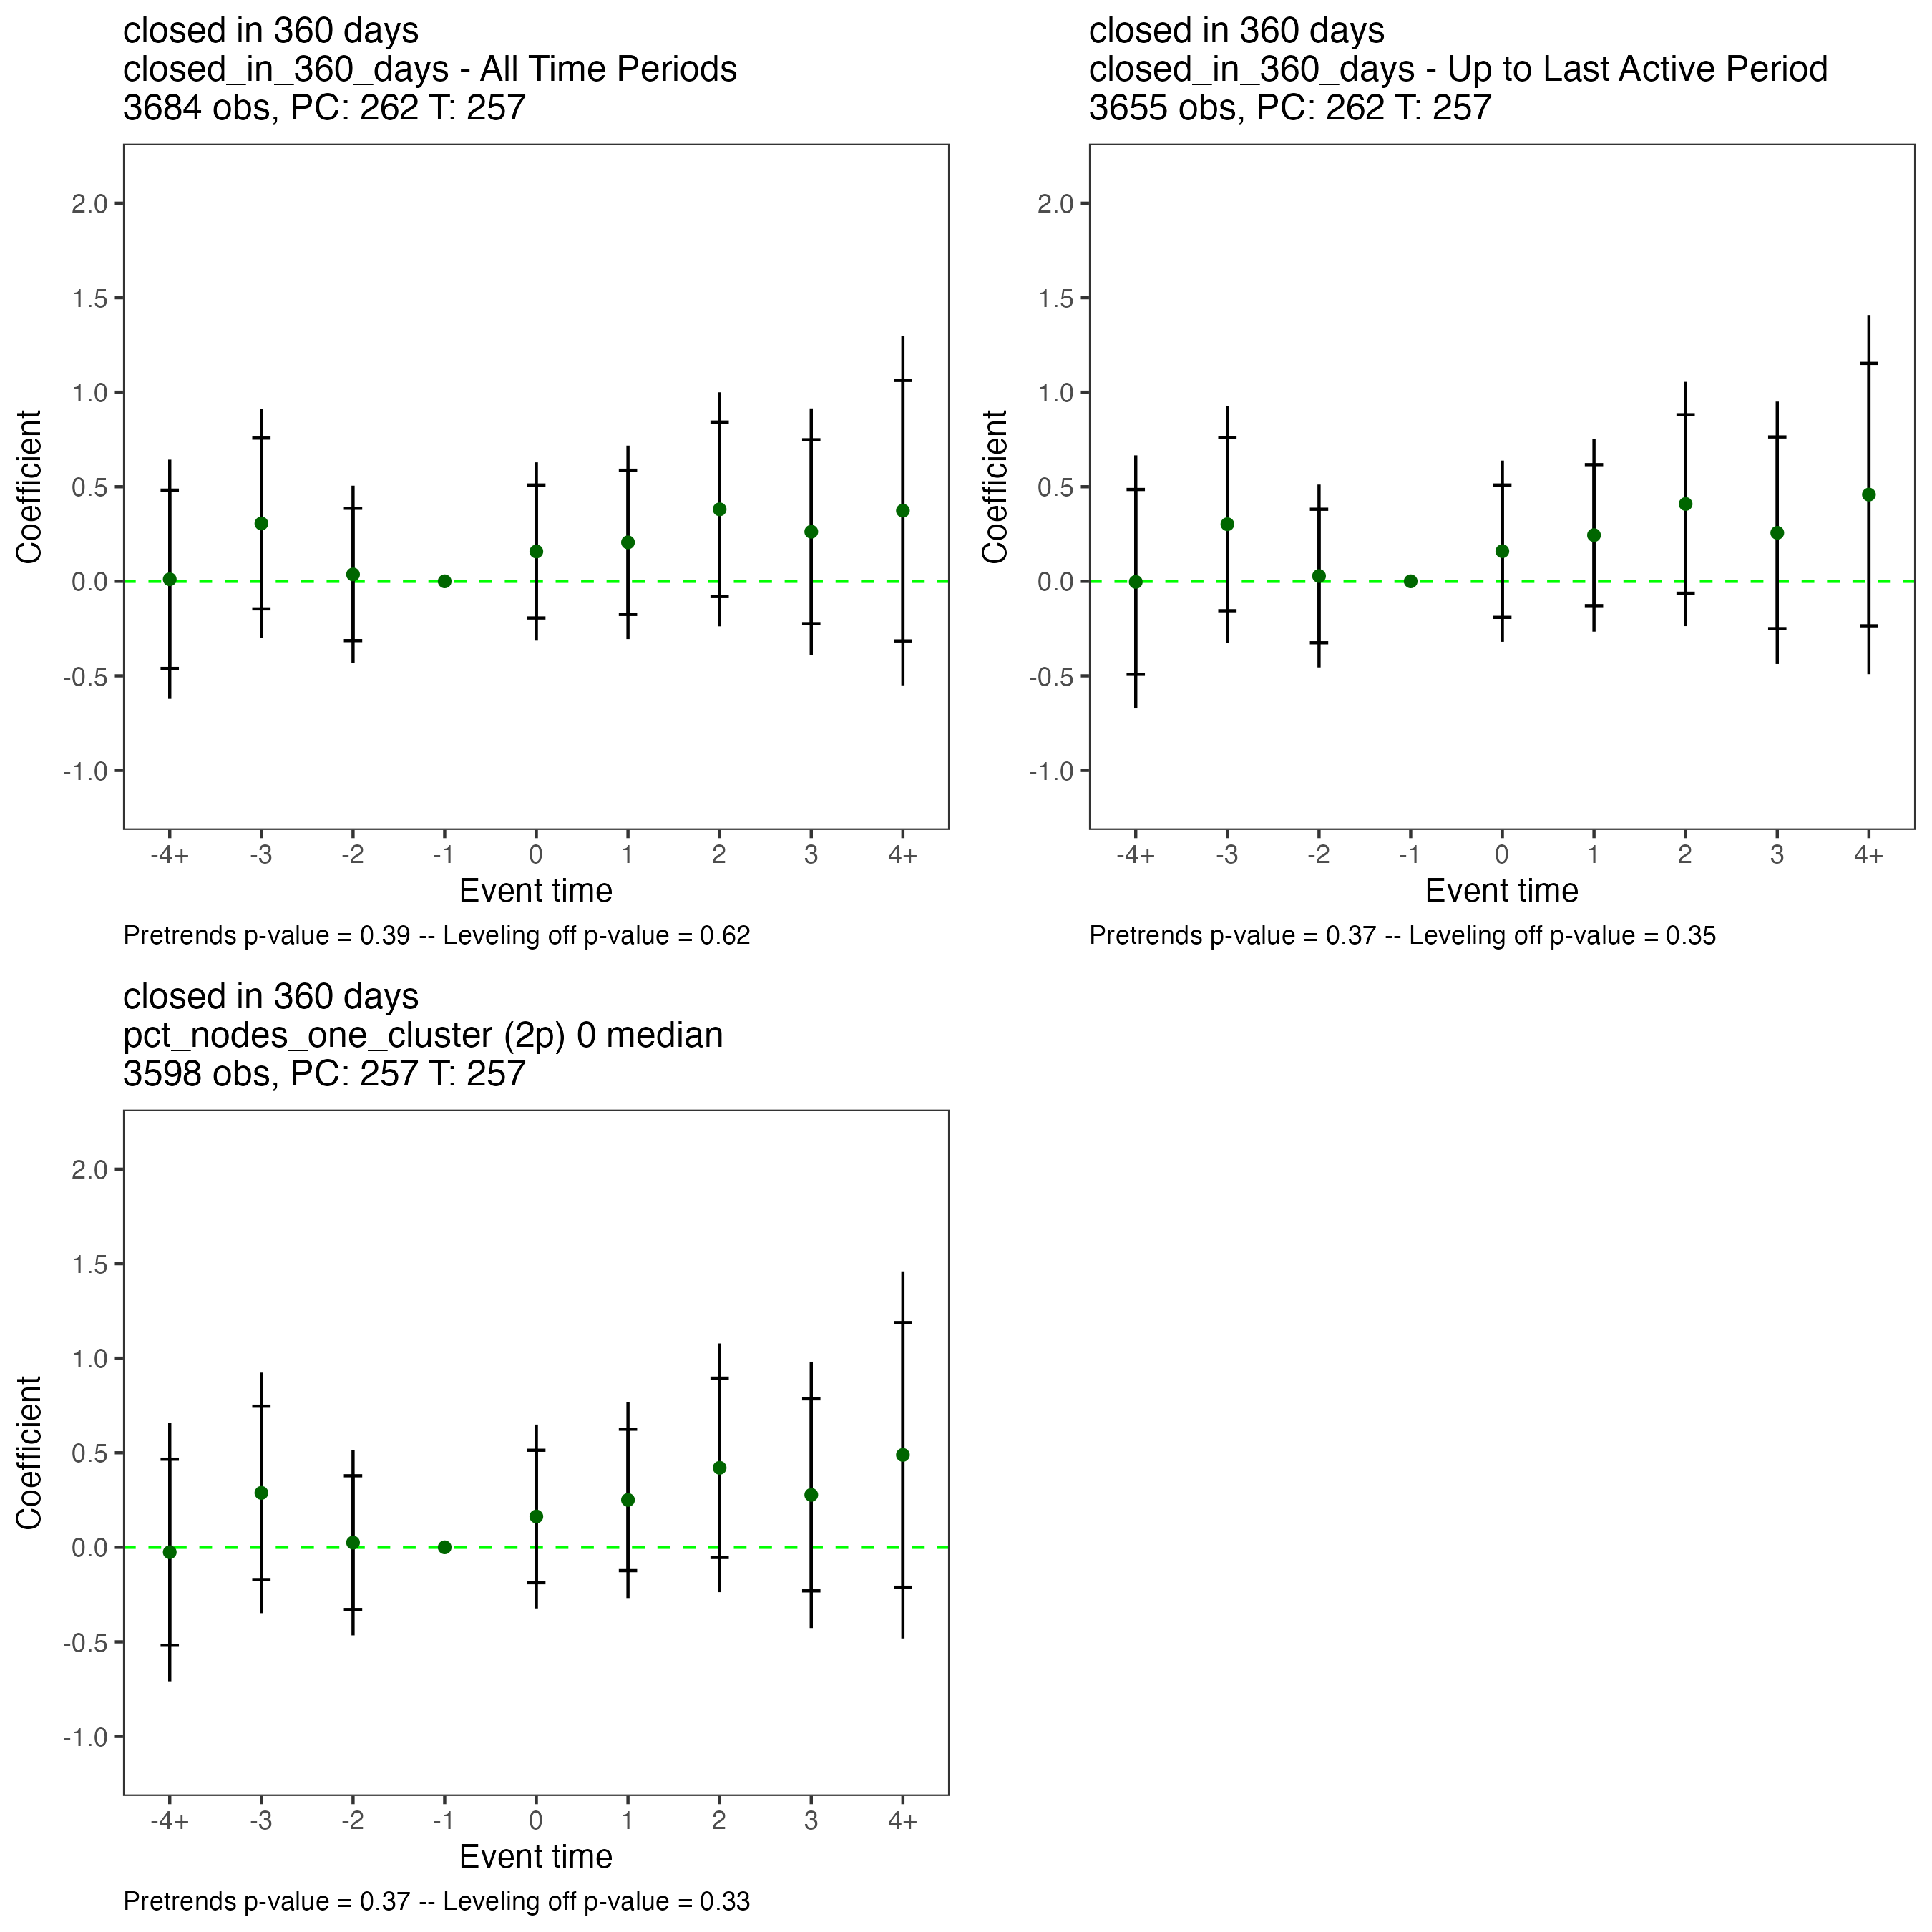 closed in 360 days
closed_in_360_days - All Time Periods
3684 obs, PC: 262 T: 257
Coefficient
2.0
1.5
1.0
0.5
0.0
-0.5
-1.0
-4+ -3 -2 -1 0 1 2 3 4+
Event time
Pretrends p-value = 0.39 -- Leveling off p-value = 0.62
closed in 360 days
closed_in_360_days - Up to Last Active Period
3655 obs, PC: 262 T: 257
Coefficient
2.0
1.5
1.0
0.5
0.0
-0.5
-1.0
-4+ -3 -2 -1 0 1 2 3 4+
Event time
Pretrends p-value = 0.37 -- Leveling off p-value = 0.35
closed in 360 days
pct_nodes_one_cluster (2p) 0 median
3598 obs, PC: 257 T: 257
Coefficient
2.0
1.5
1.0
0.5
0.0
-0.5
-1.0
-4+ -3 -2 -1 0 1 2 3 4+
Event time
Pretrends p-value = 0.37 -- Leveling off p-value = 0.33